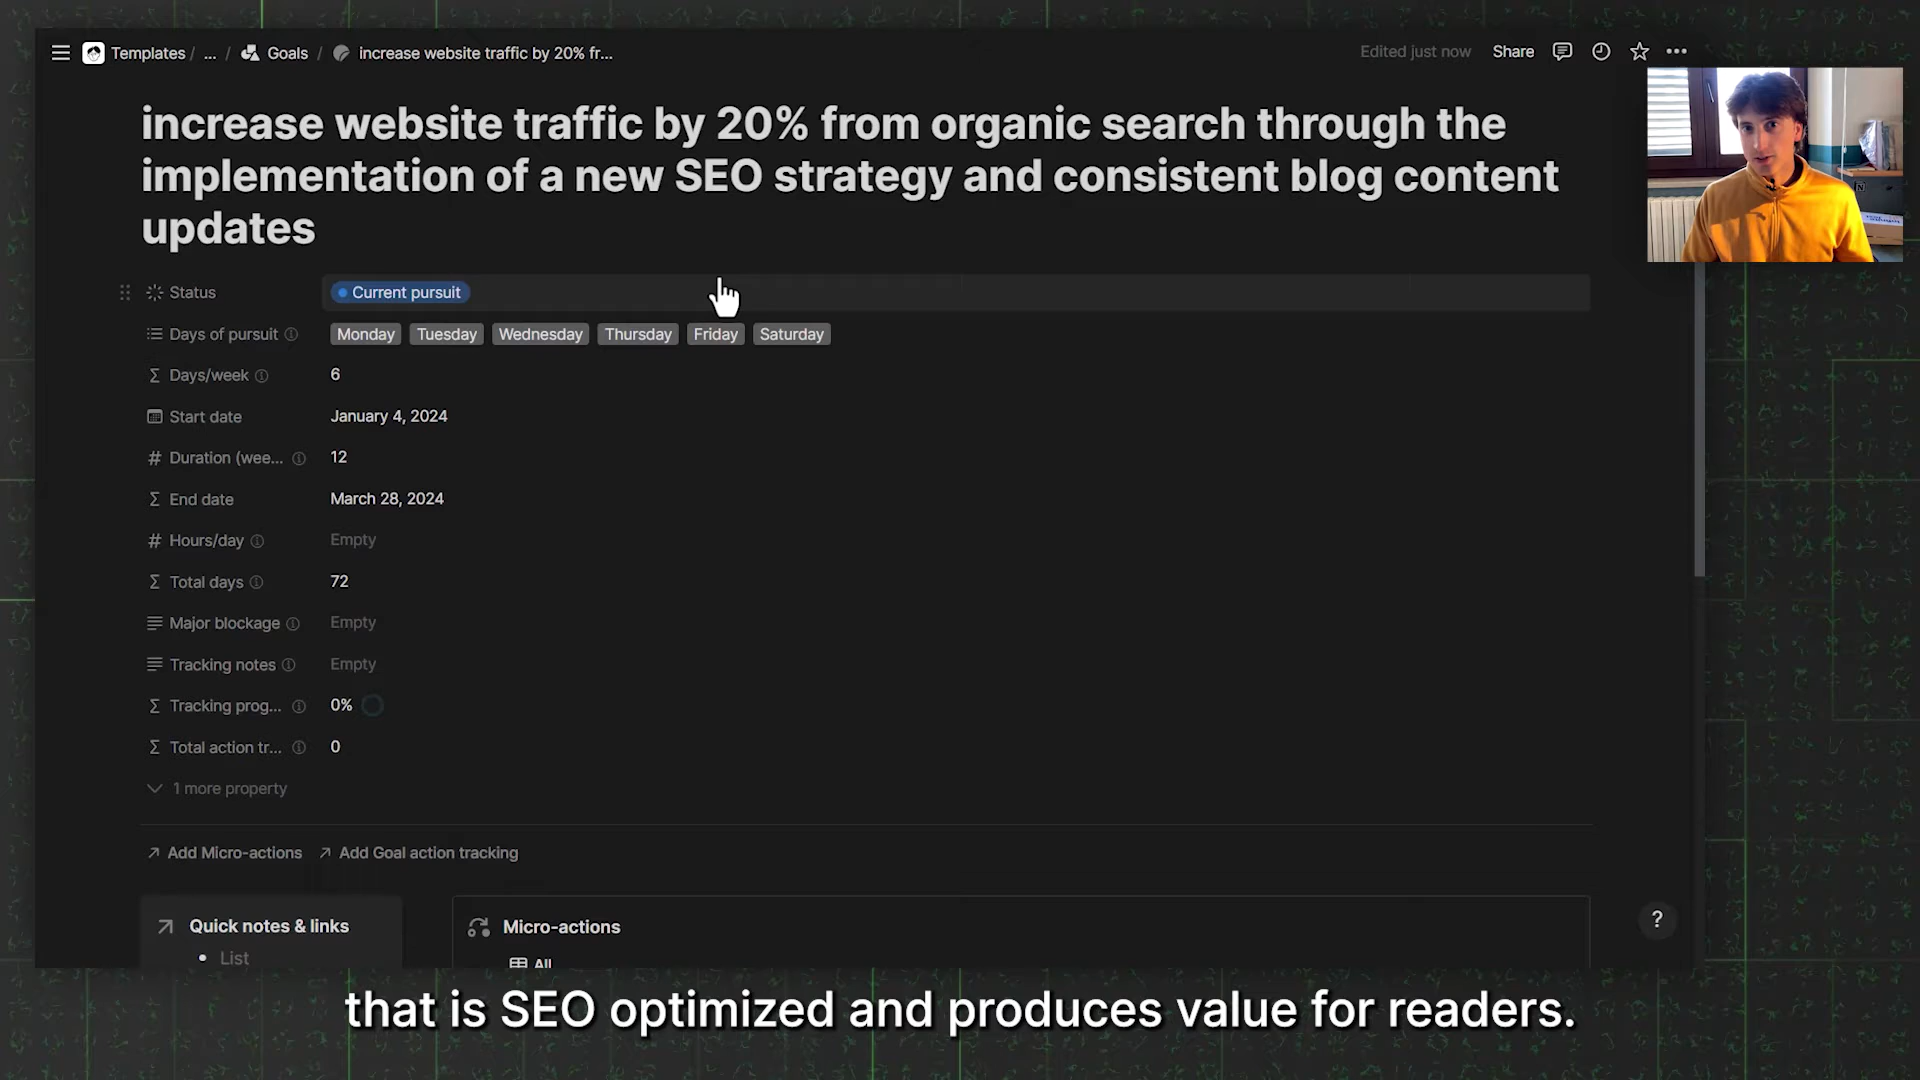 Templates / ... / Goals / increase website traffic by 20% fr...
Edited just now Share
increase website traffic by 20% from organic search through the
implementation of a new SEO strategy and consistent blog content
updates
Status Current pursuit
Days of pursuit Monday Tuesday Wednesday Thursday Friday Saturday
Days/week 6
Start date January 4, 2024
Duration (wee... 12
End date March 28, 2024
Hours/day Empty
Total days 72
Major blockage Empty
Tracking notes Empty
Tracking prog... 0%
Total action tr... 0
1 more property
Add Micro-actions Add Goal action tracking
Quick notes & links
• List
Micro-actions
All
?
that is SEO optimized and produces value for readers.